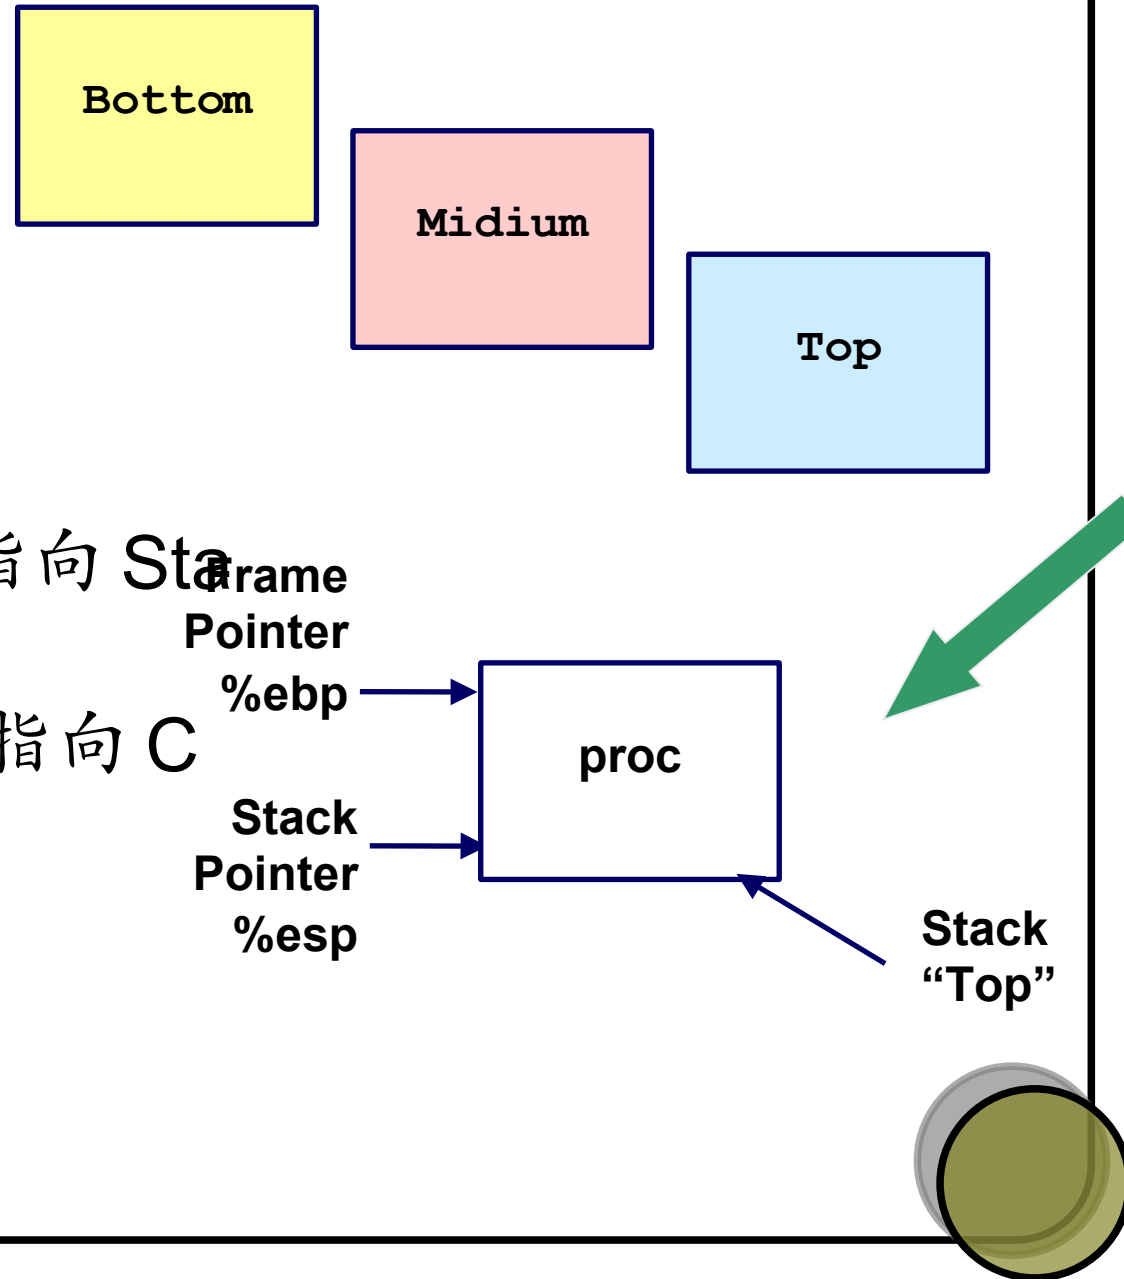 Bottom
Midium
Top
指向 Sta
Frame
Pointer
%ebp
proc
指向 C
Stack
Pointer
%esp
Stack
“Top”